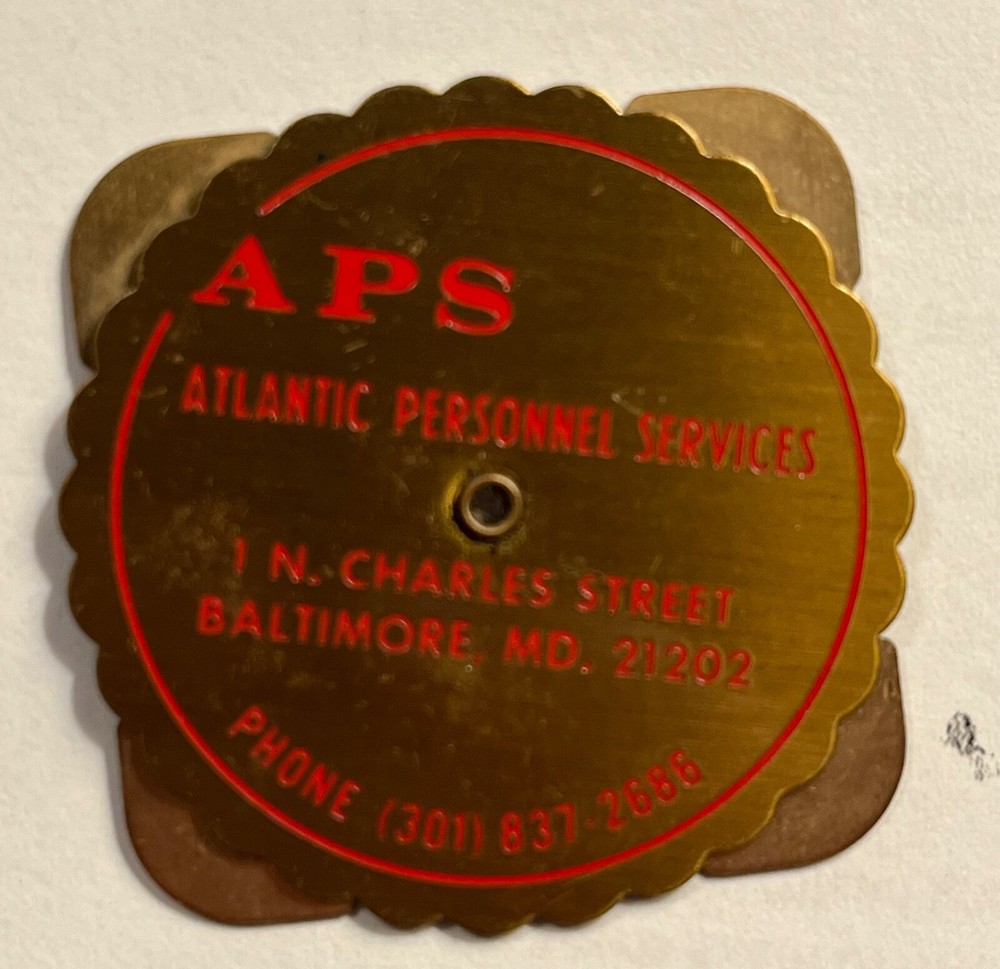 APS
ATLANTIC PERSONNEL SERVICES
1 N. CHARLES STREET
BALTIMORE, MD. 21202
PHONE (301) 837-2686